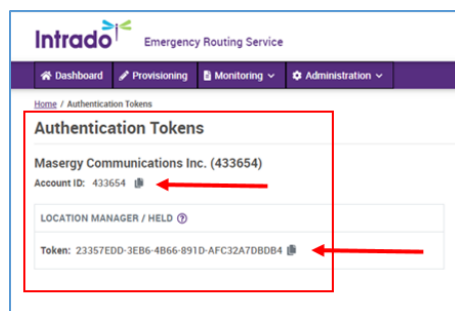 Intrado Emergency Routing Service
Dashboard Provisioning Monitoring Administration
Home / Authentication Tokens
Authentication Tokens
Masergy Communications Inc. (433654)
Account ID: 433654
LOCATION MANAGER / HELD
Token: 23357EDD-3EB6-4B66-891D-AFC32A7DBDB4